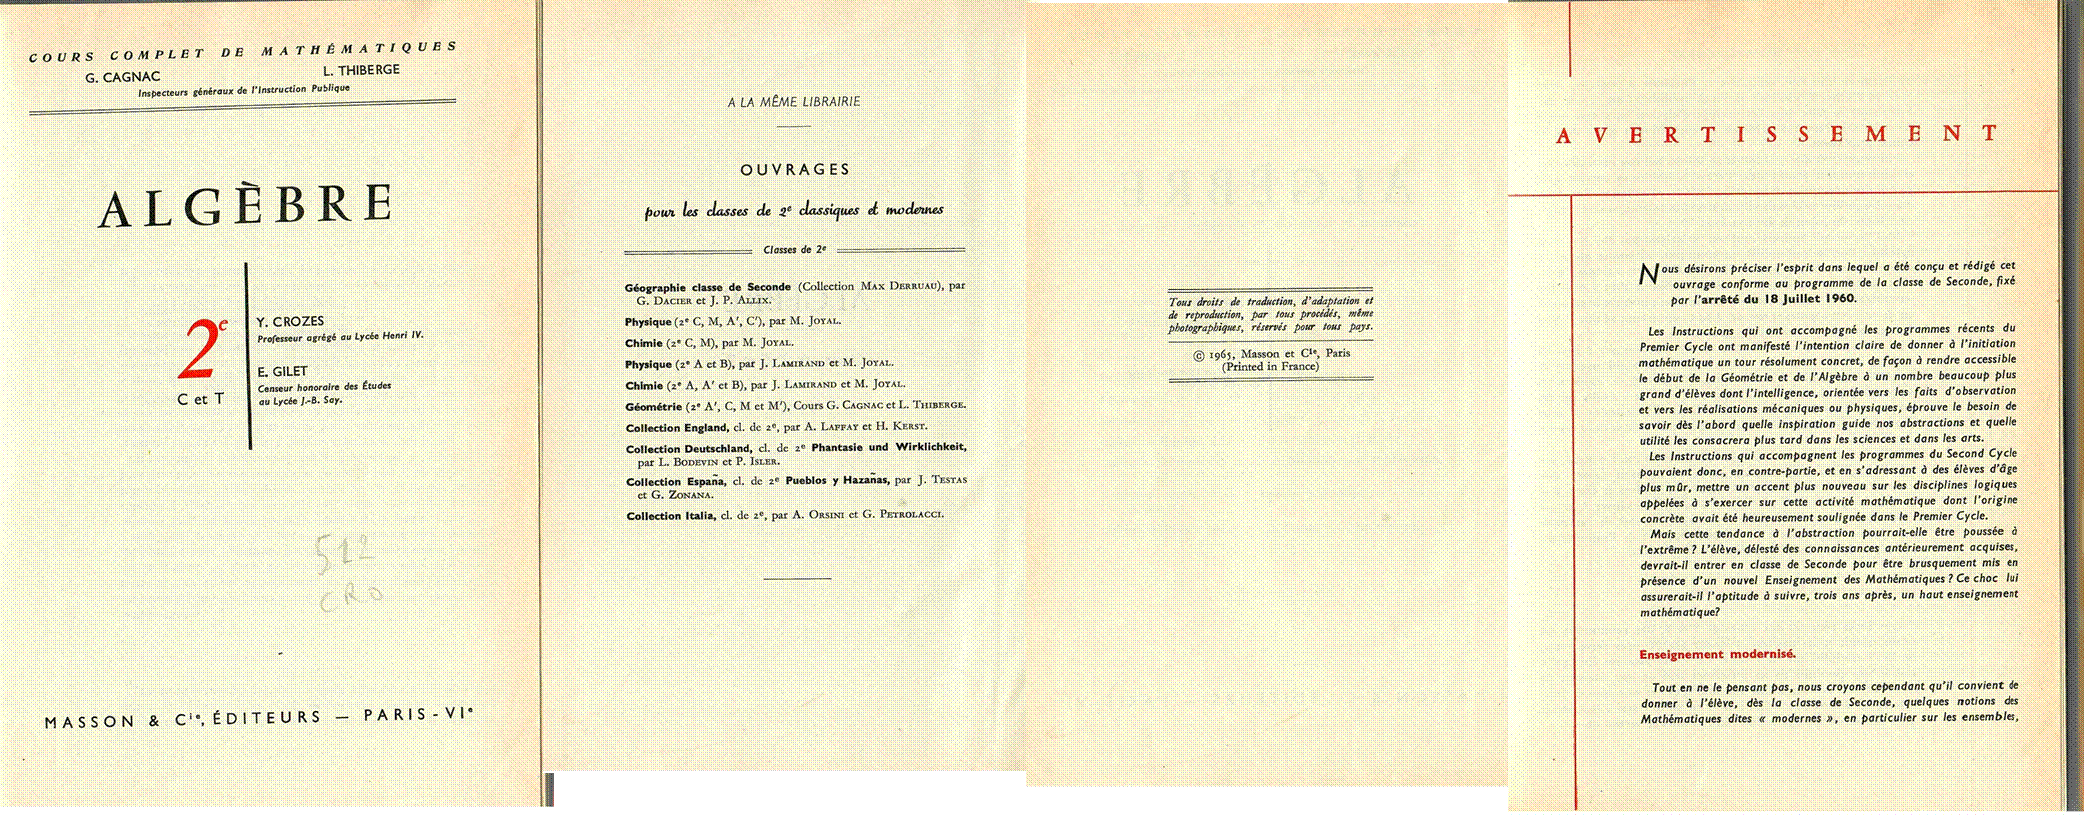 COURS COMPLET DE MATHÉMATIQUES
G. CAGNAC L. THIBERGE
Inspecteurs généraux de l'Instruction Publique
ALGÈBRE
2e
C et T
Y. CROZES
Professeur agrégé au Lycée Henri IV.
E. GILET
Censeur honoraire des Études
au Lycée J.-B. Say.
512
CRO
MASSON & Cie, ÉDITEURS — PARIS-VIe
A LA MÊME LIBRAIRIE
OUVRAGES
pour les classes de 2e classiques et modernes
Classes de 2e
Géographie classe de Seconde (Collection MAX DERRUAU), par
G. DACIER et J. P. ALLIX.
Physique (2e C, M, A', C'), par M. JOYAL.
Chimie (2e C, M), par M. JOYAL.
Physique (2e A et B), par J. LAMIRAND et M. JOYAL.
Chimie (2e A, A' et B), par J. LAMIRAND et M. JOYAL.
Géométrie (2e A', C, M et M'), Cours G. CAGNAC et L. THIBERGE.
Collection England, cl. de 2e, par A. LAFFAY et H. KERST.
Collection Deutschland, cl. de 2e Phantasie und Wirklichkeit,
par L. BODEVIN et P. ISLER.
Collection España, cl. de 2e Pueblos y Hazañas, par J. TESTAS
et G. ZONANA.
Collection Italia, cl. de 2e, par A. ORSINI et G. PETROLACCI.
Tous droits de traduction, d'adaptation et
de reproduction, par tous procédés, même
photographiques, réservés pour tous pays.
© 1965, Masson et Cie, Paris
(Printed in France)
AVERTISSEMENT
Nous désirons préciser l'esprit dans lequel a été conçu et rédigé cet
ouvrage conforme au programme de la classe de Seconde, fixé
par l'arrêté du 18 Juillet 1960.
Les Instructions qui ont accompagné les programmes récents du
Premier Cycle ont manifesté l'intention claire de donner à l'initiation
mathématique un tour résolument concret, de façon à rendre accessible
le début de la Géométrie et de l'Algèbre à un nombre beaucoup plus
grand d'élèves dont l'intelligence, orientée vers les faits d'observation
et vers les réalisations mécaniques ou physiques, éprouve le besoin de
savoir dès l'abord quelle inspiration guide nos abstractions et quelle
utilité les consacrera plus tard dans les sciences et dans les arts.
Les Instructions qui accompagnent les programmes du Second Cycle
pouvaient donc, en contre-partie, et en s'adressant à des élèves d'âge
plus mûr, mettre un accent plus nouveau sur les disciplines logiques
appelées à s'exercer sur cette activité mathématique dont l'origine
concrète avait été heureusement soulignée dans le Premier Cycle.
Mais cette tendance à l'abstraction pourrait-elle être poussée à
l'extrême ? L'élève, délesté des connaissances antérieurement acquises,
devrait-il entrer en classe de Seconde pour être brusquement mis en
présence d'un nouvel Enseignement des Mathématiques ? Ce choc lui
assurerait-il l'aptitude à suivre, trois ans après, un haut enseignement
mathématique?
Enseignement modernisé.
Tout en ne le pensant pas, nous croyons cependant qu'il convient de
donner à l'élève, dès la classe de Seconde, quelques notions des
Mathématiques dites « modernes », en particulier sur les ensembles,